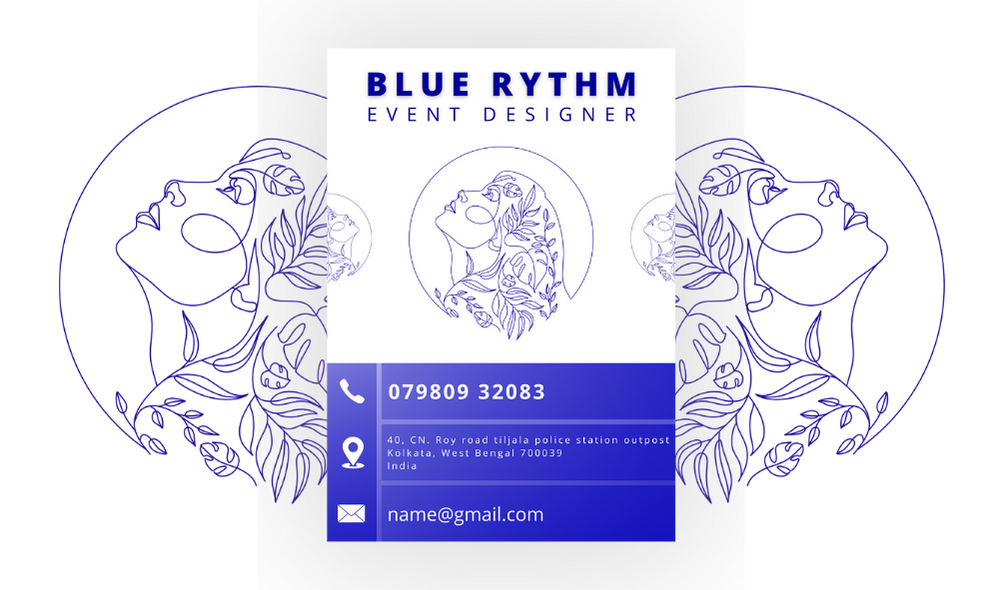 BLUE RYTHM
EVENT DESIGNER
079809 32083
40, CN. Roy road tiljala police station outpost
Kolkata, West Bengal 700039
India
name@gmail.com